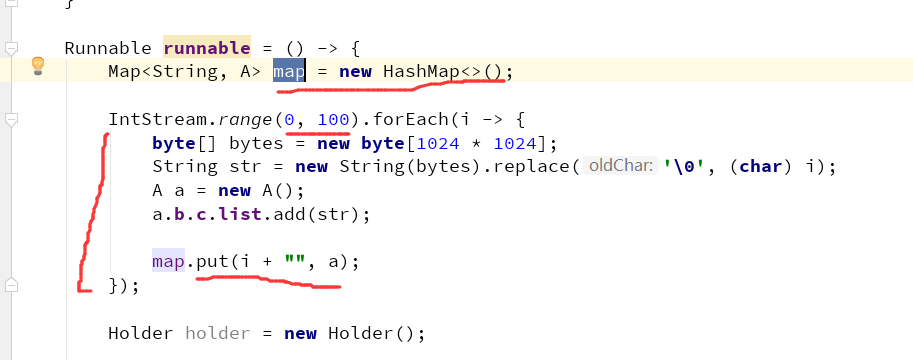 }
Runnable runnable = () -> {
Map<String, A> map = new HashMap<>();
IntStream.range(0, 100).forEach(i -> {
byte[] bytes = new byte[1024 * 1024];
String str = new String(bytes).replace( oldChar: '\0', (char) i);
A a = new A();
a.b.c.list.add(str);
map.put(i + "", a);
});
Holder holder = new Holder();